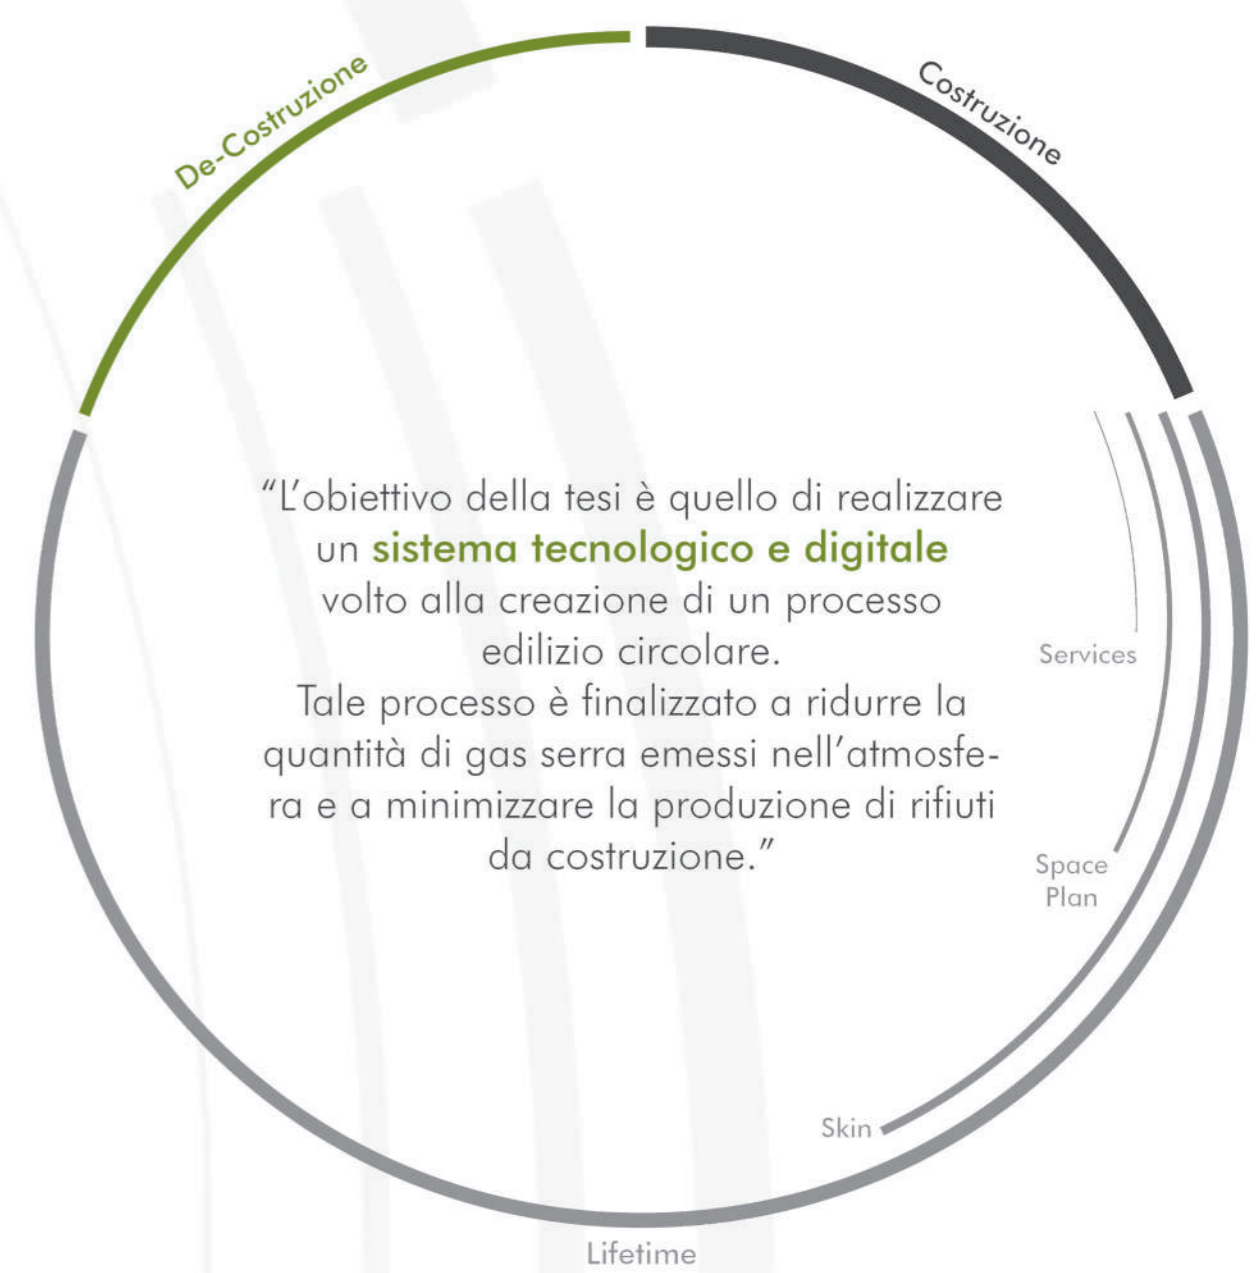 De-Costruzione
Costruzione
“L’obiettivo della tesi è quello di realizzare
un sistema tecnologico e digitale
volto alla creazione di un processo
edilizio circolare.
Tale processo è finalizzato a ridurre la
quantità di gas serra emessi nell’atmosfe-
ra e a minimizzare la produzione di rifiuti
da costruzione.”
Services
Space
Plan
Skin
Lifetime